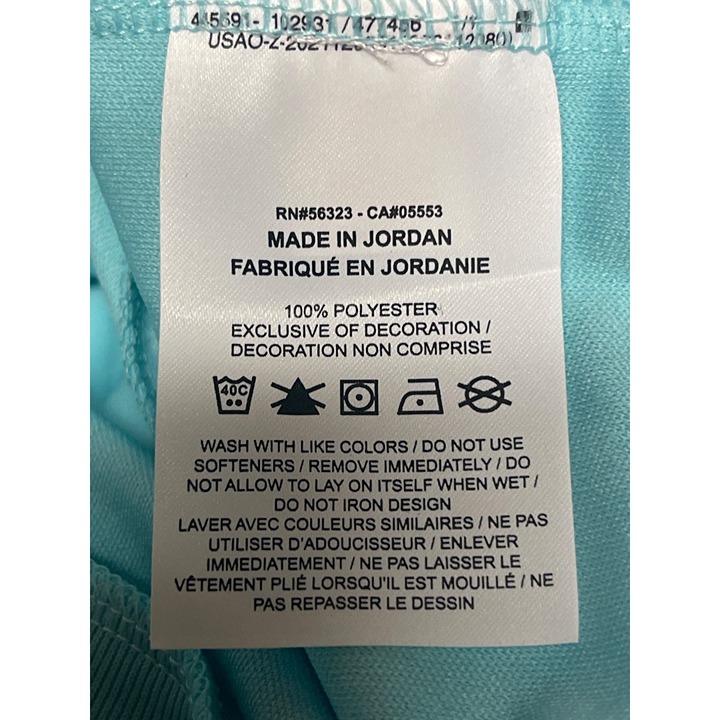 102931
RN#56323 - CA#05553
MADE IN JORDAN
FABRIQUÉ EN JORDANIE
100% POLYESTER
EXCLUSIVE OF DECORATION /
DECORATION NON COMPRISE
40C
WASH WITH LIKE COLORS / DO NOT USE
SOFTENERS / REMOVE IMMEDIATELY / DO
NOT ALLOW TO LAY ON ITSELF WHEN WET /
DO NOT IRON DESIGN
LAVER AVEC COULEURS SIMILAIRES / NE PAS
UTILISER D'ADOUCISSEUR / ENLEVER
IMMEDIATEMENT / NE PAS LAISSER LE
VÊTEMENT PLIÉ LORSQU'IL EST MOUILLÉ / NE
PAS REPASSER LE DESSIN